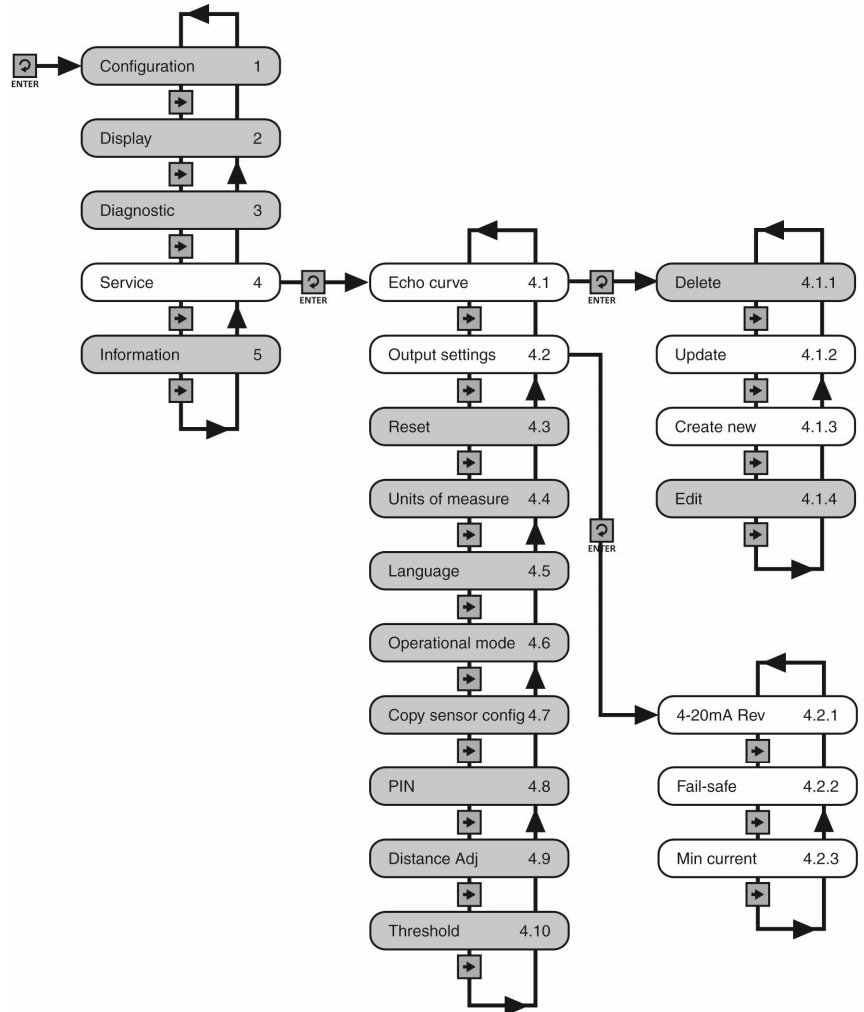 ENTER
Configuration 1
Display 2
Diagnostic 3
Service 4
Information 5
ENTER
Echo curve 4.1
Output settings 4.2
Reset 4.3
Units of measure 4.4
Language 4.5
Operational mode 4.6
Copy sensor config 4.7
PIN 4.8
Distance Adj 4.9
Threshold 4.10
ENTER
Delete 4.1.1
Update 4.1.2
Create new 4.1.3
Edit 4.1.4
ENTER
4-20mA Rev 4.2.1
Fail-safe 4.2.2
Min current 4.2.3